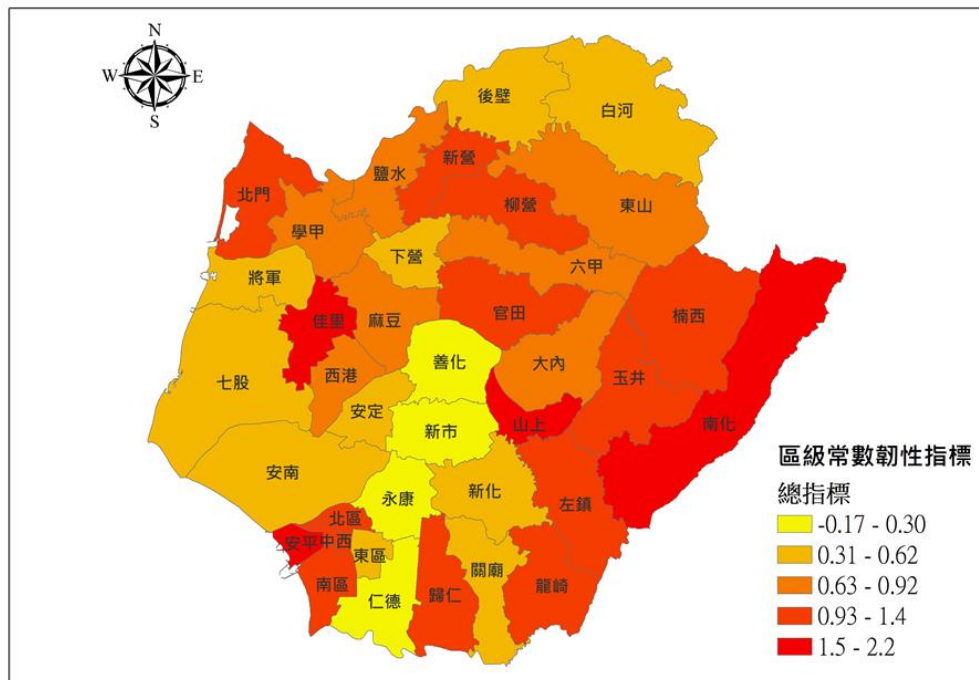 N
W E
S
後壁
白河
新營
鹽水
北門
柳營
東山
學甲
下營
六甲
將軍
官田
楠西
佳里
麻豆
善化
大內
西港
七股
玉井
安定
南化
山上
新市
安南
新化
永康
左鎮
北區
安平
中西
東區
關廟
南區
仁德
歸仁
龍崎
區級常數韌性指標
總指標
-0.17 - 0.30
0.31 - 0.62
0.63 - 0.92
0.93 - 1.4
1.5 - 2.2